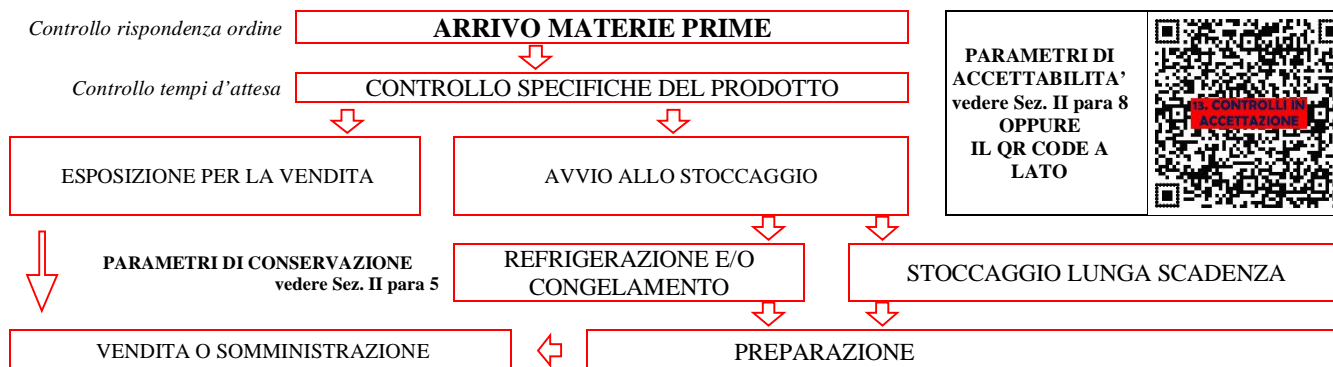 Controllo rispondenza ordine
ARRIVO MATERIE PRIME
Controllo tempi d'attesa
CONTROLLO SPECIFICHE DEL PRODOTTO
PARAMETRI DI
ACCETTABILITA'
vedere Sez. II para 8
OPPURE
IL QR CODE A
LATO
13. CONTROLLI IN
ACCETTAZIONE
ESPOSIZIONE PER LA VENDITA
AVVIO ALLO STOCCAGGIO
PARAMETRI DI CONSERVAZIONE
vedere Sez. II para 5
REFRIGERAZIONE E/O
CONGELAMENTO
STOCCAGGIO LUNGA SCADENZA
VENDITA O SOMMINISTRAZIONE
PREPARAZIONE